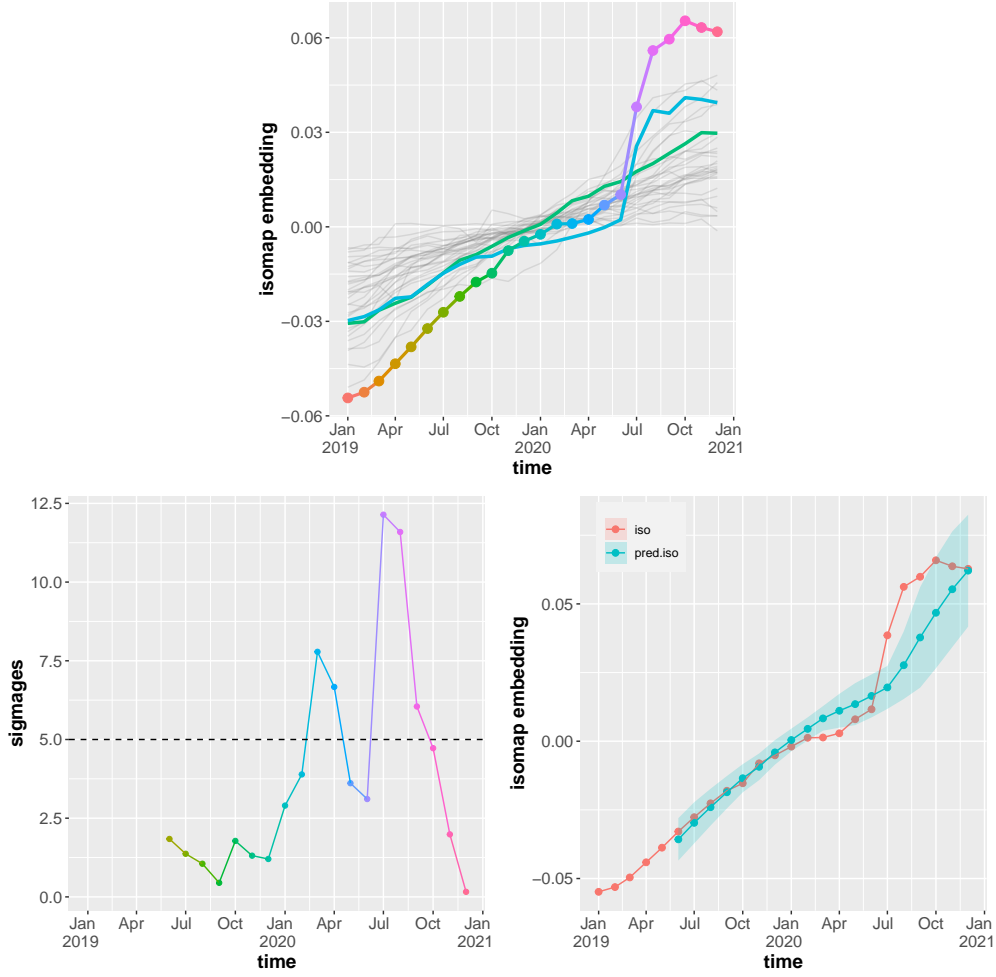 0.06
0.03
0.00
−0.03
−0.06
isomap embedding
Jan Apr Jul Oct Jan Apr Jul Oct Jan
2019 2020 2021
time
12.5
10.0
7.5
5.0
2.5
0.0
sigmages
Jan Apr Jul Oct Jan Apr Jul Oct Jan
2019 2020 2021
time
iso
pred.iso
0.05
0.00
−0.05
isomap embedding
Jan Apr Jul Oct Jan Apr Jul Oct Jan
2019 2020 2021
time